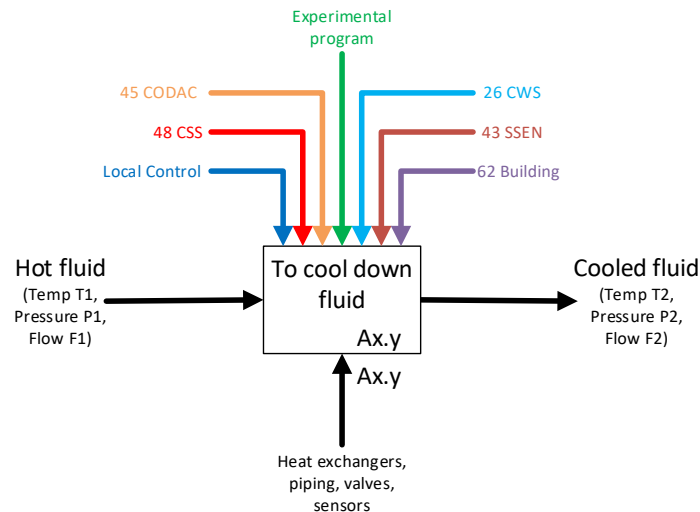 Experimental
program
45 CODAC
26 CWS
48 CSS
43 SSEN
Local Control
62 Building
Hot fluid
(Temp T1,
Pressure P1,
Flow F1)
To cool down
fluid
Ax.y
Cooled fluid
(Temp T2,
Pressure P2,
Flow F2)
Ax.y
Heat exchangers,
piping, valves,
sensors